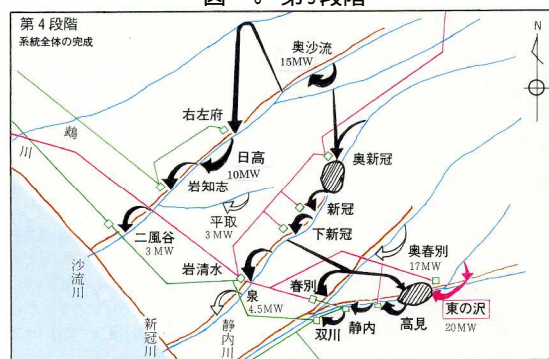 第4段階
系統全体の完成
N
奥沙流
15MW
右左府
鵡
川
日高
10MW
奥新冠
岩知志
新冠
平取
3MW
下新冠
二風谷
3MW
奥春別
17MW
岩清水
沙流川
泉
4.5MW
春別
東の沢
20MW
新冠川
静内川
双川
静内
高見